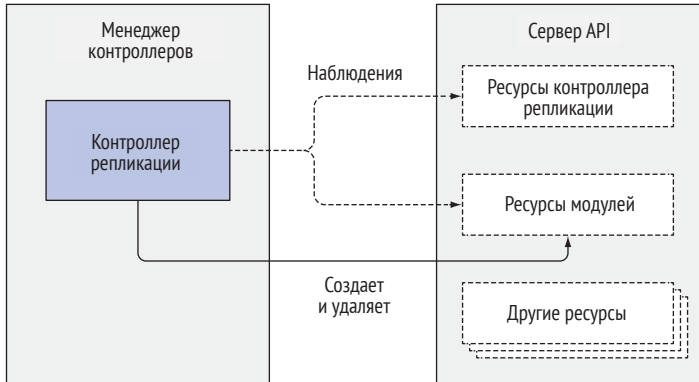 Менеджер
контроллеров
Сервер API
Наблюдения
Ресурсы контроллера
репликации
Контроллер
репликации
Ресурсы модулей
Создает
и удаляет
Другие ресурсы